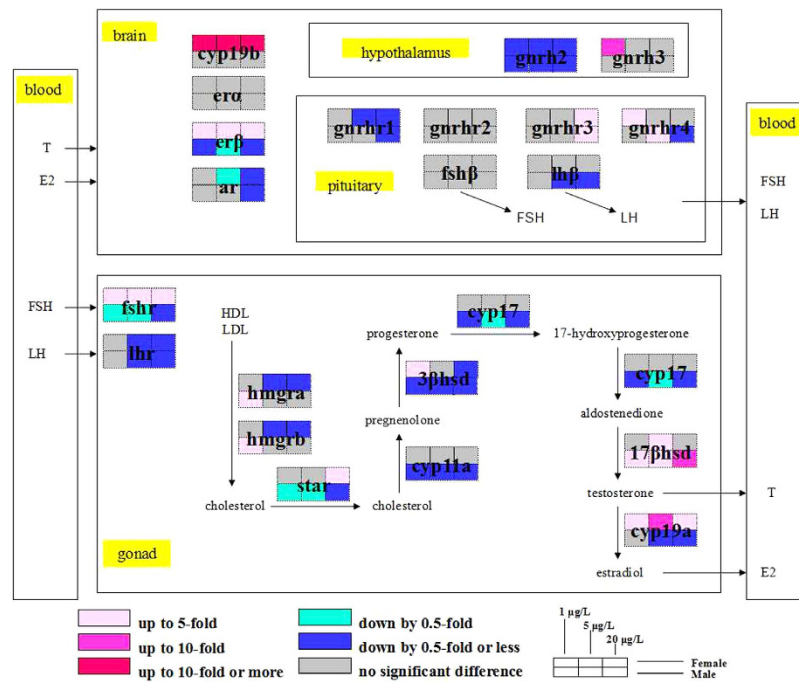 brain
hypothalamus
cyp19b
gnrh2
gnrh3
blood
erα
blood
gnrhr1
gnrhr2
gnrhr3
gnrhr4
T
erβ
E2
ar
pituitary
fshβ
lhβ
FSH
FSH
LH
LH
FSH
fshr
HDL
LDL
cyp17
progesterone
17-hydroxyprogesterone
LH
lhr
hmgra
3βhsd
cyp17
pregnenolone
aldostenedione
hmgrb
cyp11a
17βhsd
star
cholesterol
cholesterol
testosterone
T
cyp19a
gonad
estradiol
E2
up to 5-fold
down by 0.5-fold
1 μg/L
5 μg/L
20 μg/L
up to 10-fold
down by 0.5-fold or less
up to 10-fold or more
no significant difference
Female
Male